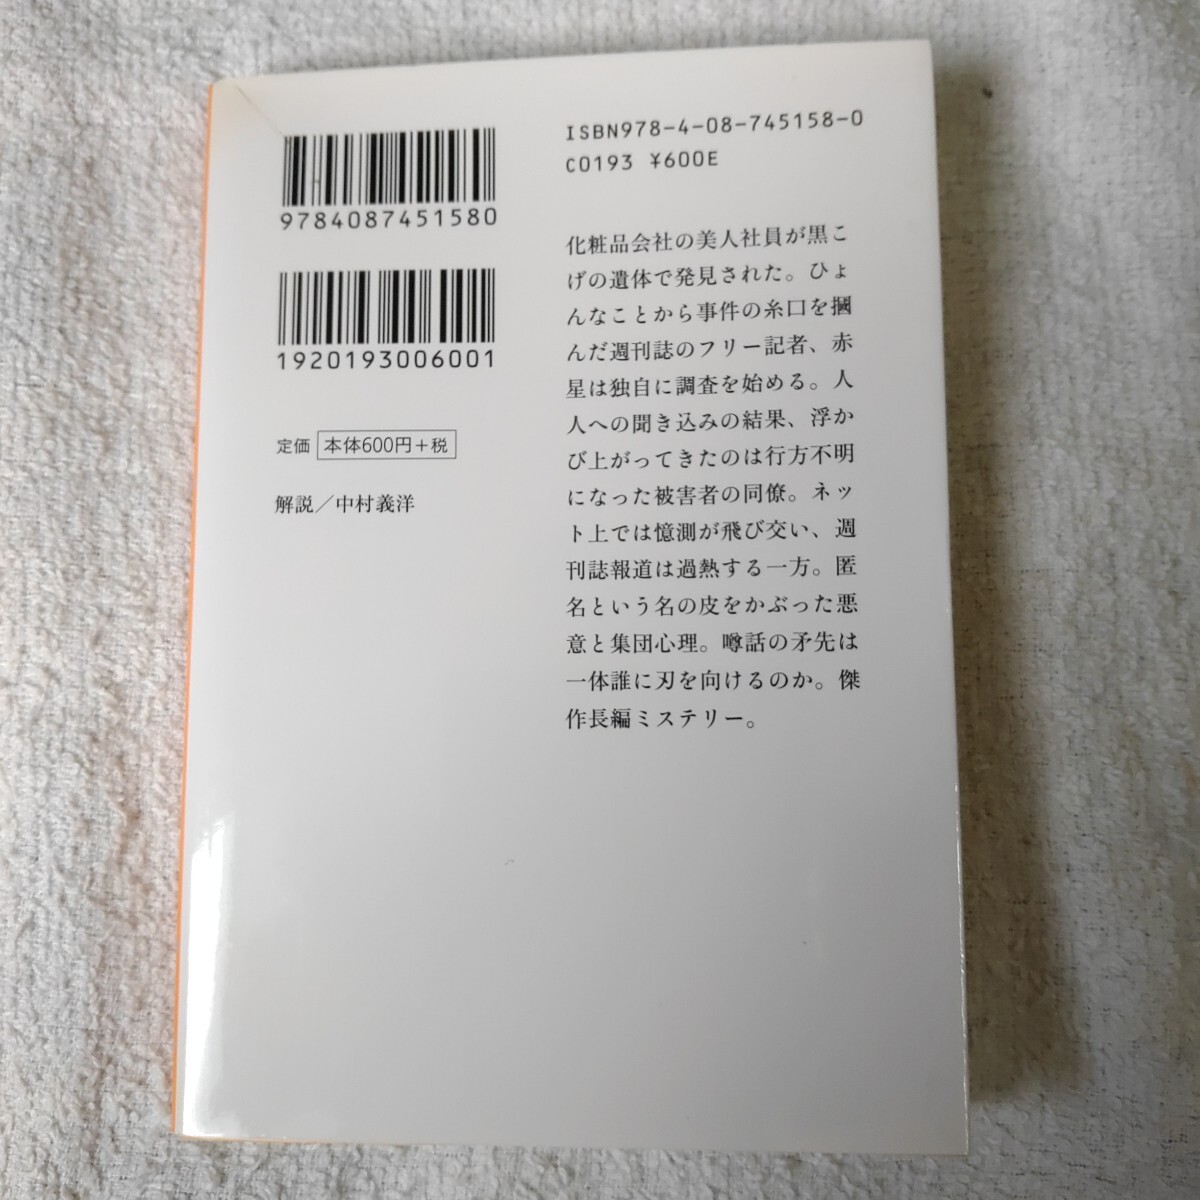 9784087451580
1920193006001
定価 本体600円+税
解説／中村義洋
ISBN978-4-08-745158-0
C0193 ¥600E
化粧品会社の美人社員が黒こ
げの遺体で発見された。ひょ
んなことから事件の糸口を摑
んだ週刊誌のフリー記者、赤
星は独自に調査を始める。人
人への聞き込みの結果、浮か
び上がってきたのは行方不明
になった被害者の同僚。ネッ
ト上では憶測が飛び交い、週
刊誌報道は過熱する一方。匿
名という名の皮をかぶった悪
意と集団心理。噂話の矛先は
一体誰に刃を向けるのか。傑
作長編ミステリー。